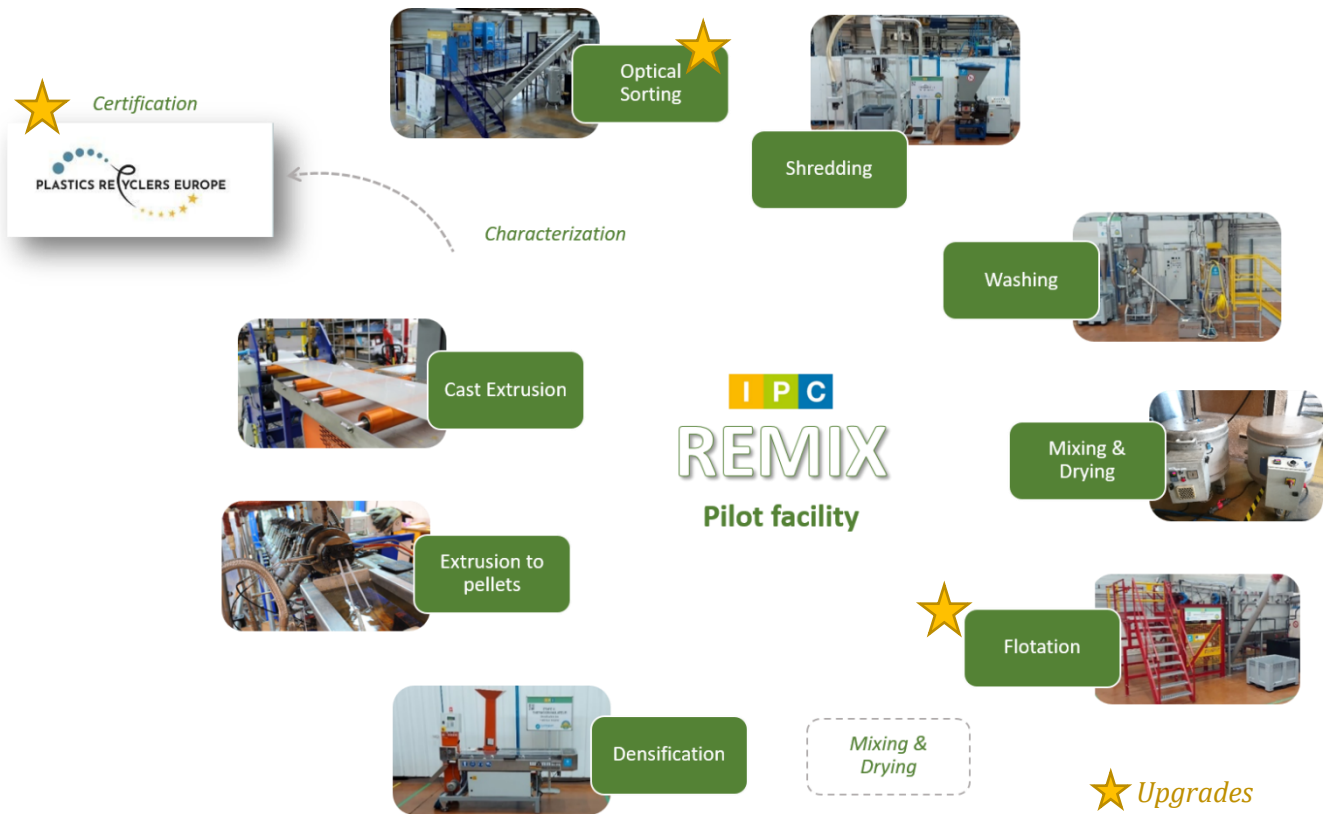 Optical
Sorting
Certification
PLASTICS RECYCLERS EUROPE
Shredding
Characterization
Washing
Cast Extrusion
IPC
REMIX
Pilot facility
Mixing &
Drying
Extrusion to
pellets
Flotation
Densification
Mixing &
Drying
Upgrades